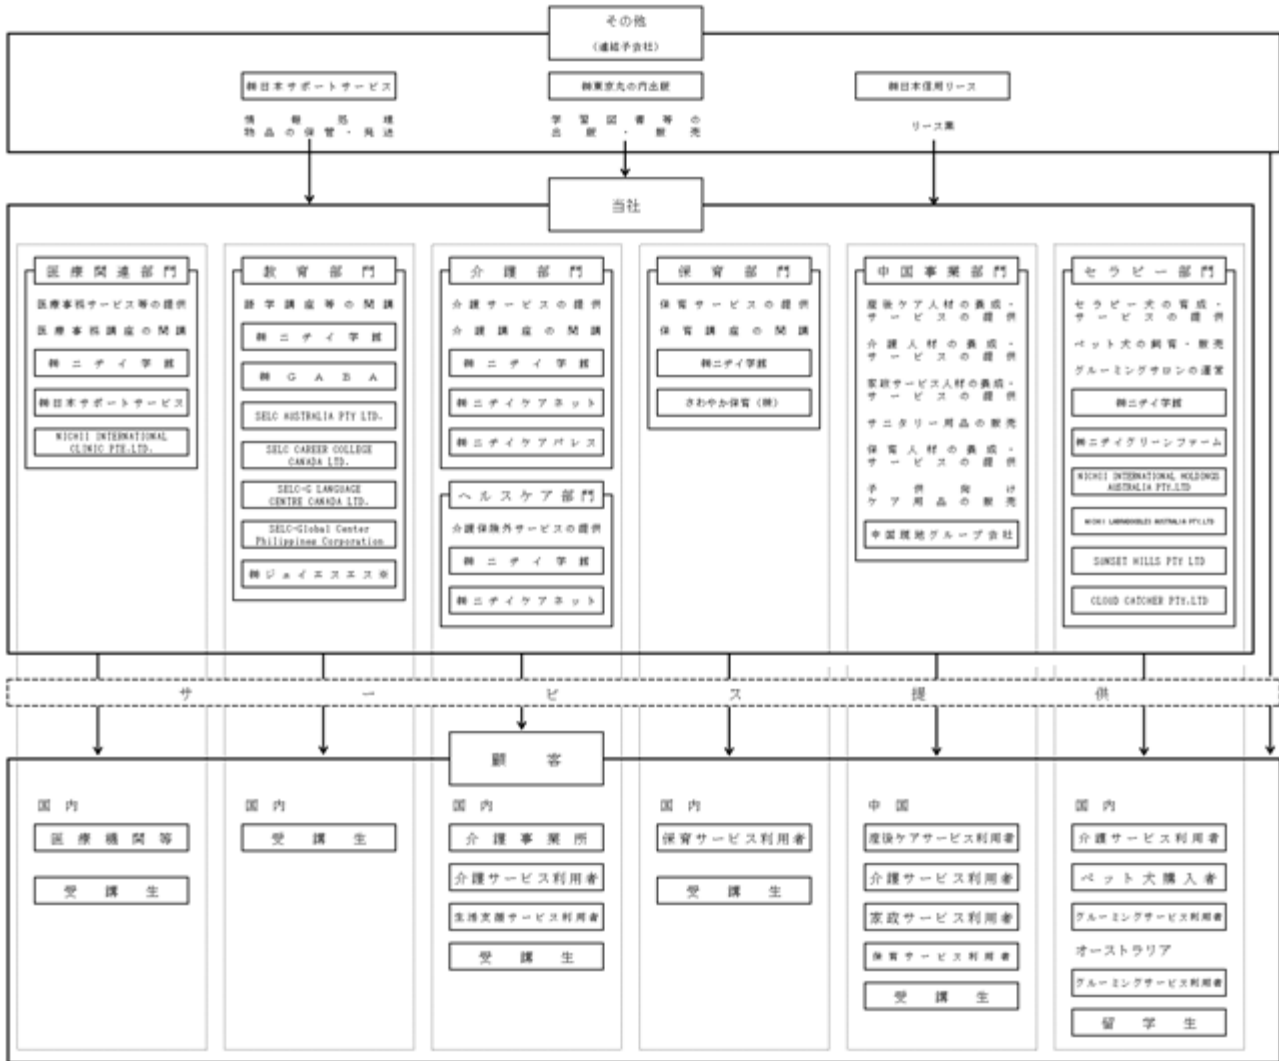 その他
(連結子会社)
㈱日本サポートサービス
情報処理
物品の保管・発送
㈱東京丸の内出版
学習図書等の
出版・販売
㈱日本信用リース
リース業
当社
医療関連部門
医療事務サービス等の提供
医療事務講座の開講
㈱ニチイ学館
㈱日本サポートサービス
NICHII INTERNATIONAL
CLINIC PTE.LTD.
教育部門
語学講座等の開講
㈱ニチイ学館
㈱GABA
SELC AUSTRALIA PTY LTD.
SELC CAREER COLLEGE
CANADA LTD.
SELC-G LANGUAGE
CENTRE CANADA LTD.
SELC-Global Center
Philippines Corporation
㈱ジェイエスエス※
介護部門
介護サービスの提供
介護講座の開講
㈱ニチイ学館
㈱ニチイケアネット
㈱ニチイケアパレス
ヘルスケア部門
介護保険外サービスの提供
㈱ニチイ学館
㈱ニチイケアネット
保育部門
保育サービスの提供
保育講座の開講
㈱ニチイ学館
さわやか保育(株)
中国事業部門
産後ケア人材の養成・
サービスの提供
介護人材の養成・
サービスの提供
家政サービス人材の養成・
サービスの提供
サニタリー用品の販売
保育人材の養成・
サービスの提供
子供向け
ケア用品の販売
中国現地グループ会社
セラピー部門
セラピー犬の育成・
サービスの提供
ペット犬の飼育・販売
グルーミングサロンの運営
㈱ニチイ学館
㈱ニチイグリーンファーム
NICHII INTERNATIONAL HOLDINGS
AUSTRALIA PTY.LTD
NICHII LABRADOODLES AUSTRALIA PTY.LTD
SUNSET HILLS PTY LTD
CLOUD CATCHER PTY.LTD
サービス提供
顧客
国内
医療機関等
受講生
国内
受講生
国内
介護事業所
介護サービス利用者
生活支援サービス利用者
受講生
国内
保育サービス利用者
受講生
中国
産後ケアサービス利用者
介護サービス利用者
家政サービス利用者
保育サービス利用者
受講生
国内
介護サービス利用者
ペット犬購入者
グルーミングサービス利用者
オーストラリア
グルーミングサービス利用者
留学生